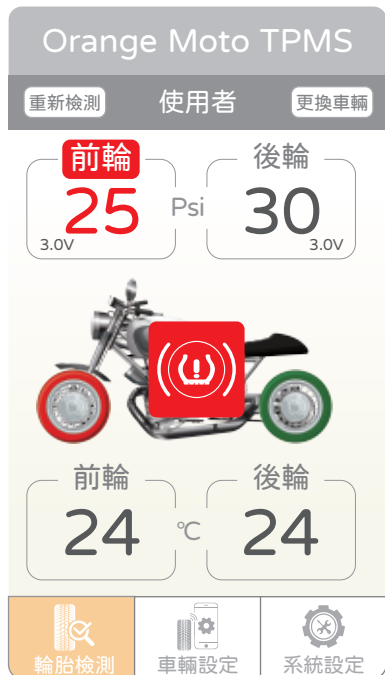 Orange Moto TPMS
重新檢測 使用者 更換車輛
前輪 後輪
25 Psi 30
3.0V 3.0V
前輪 後輪
24 ℃ 24
輪胎檢測 車輛設定 系統設定